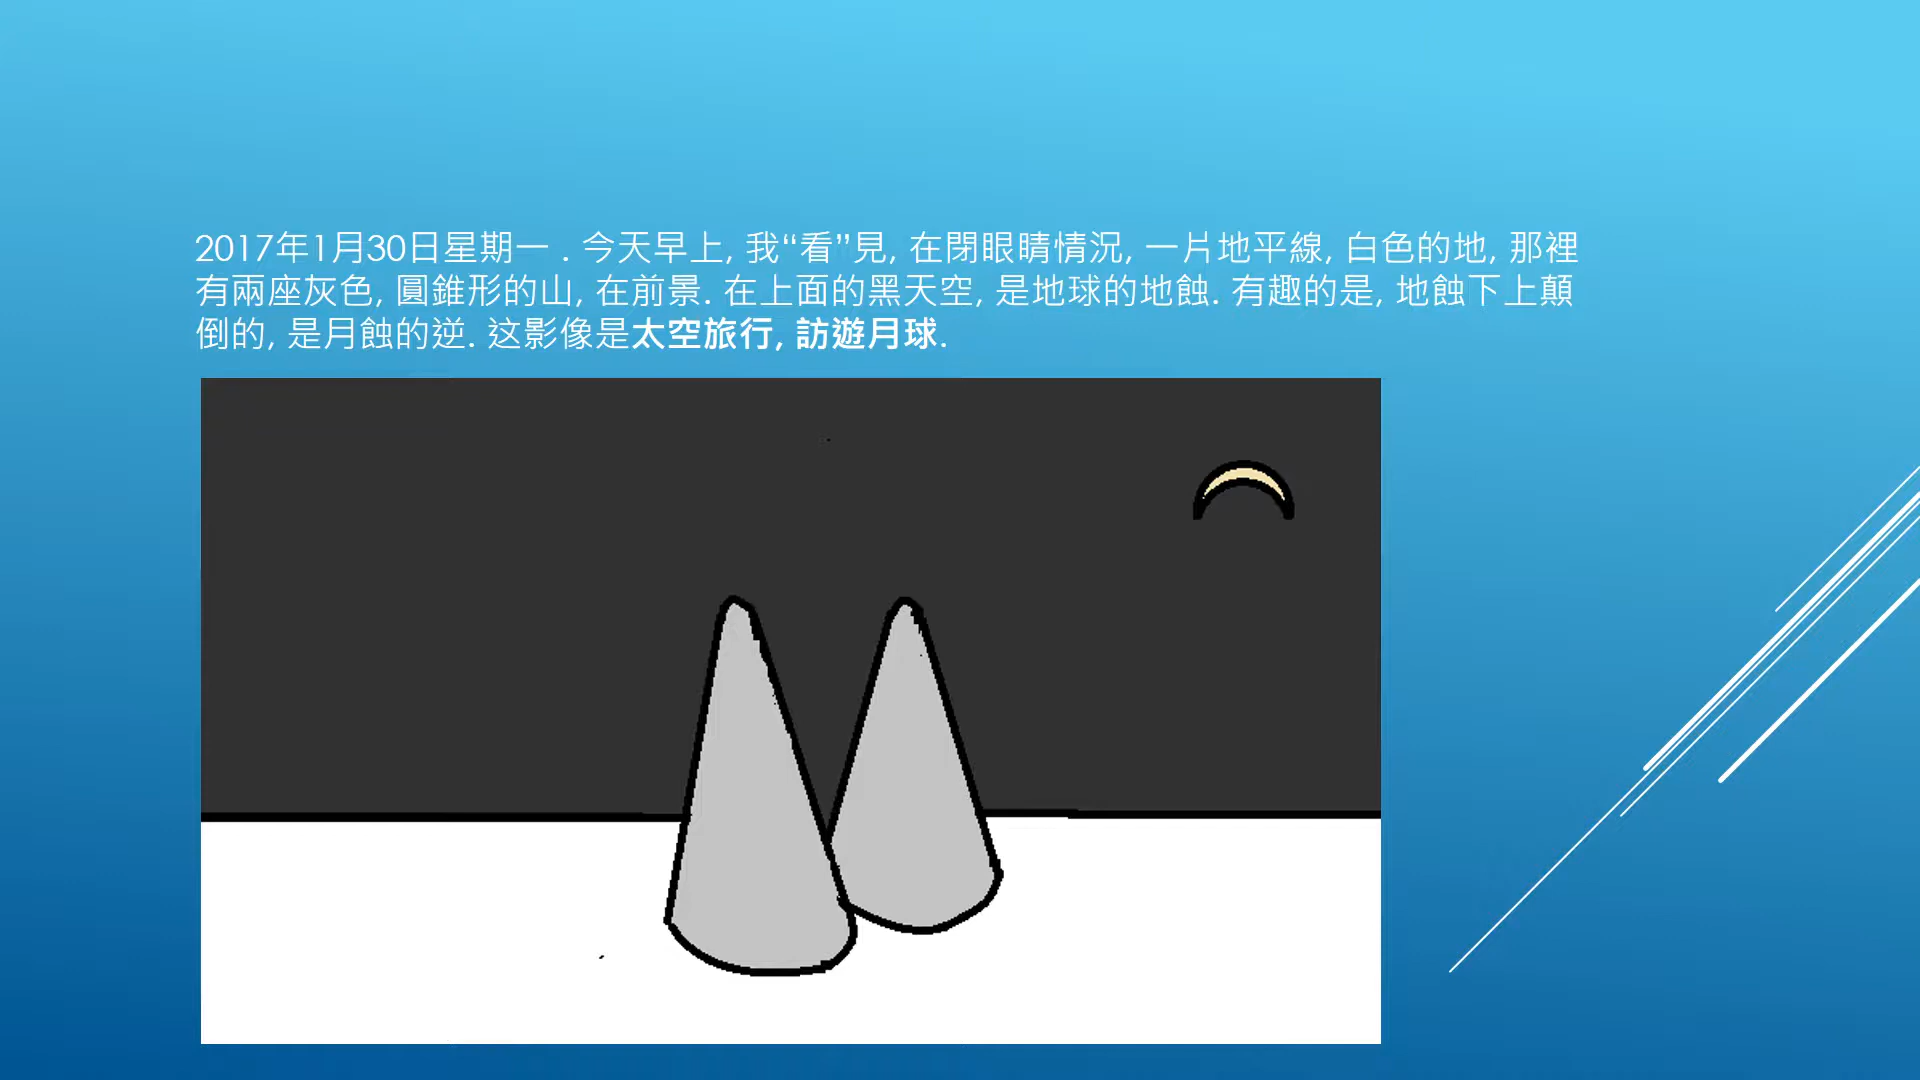 2017年1月30日星期一 . 今天早上, 我“看”見, 在閉眼睛情況, 一片地平線, 白色的地, 那裡
有兩座灰色, 圓錐形的山, 在前景. 在上面的黑天空, 是地球的地蝕. 有趣的是, 地蝕下上顛
倒的, 是月蝕的逆. 这影像是太空旅行, 訪遊月球.